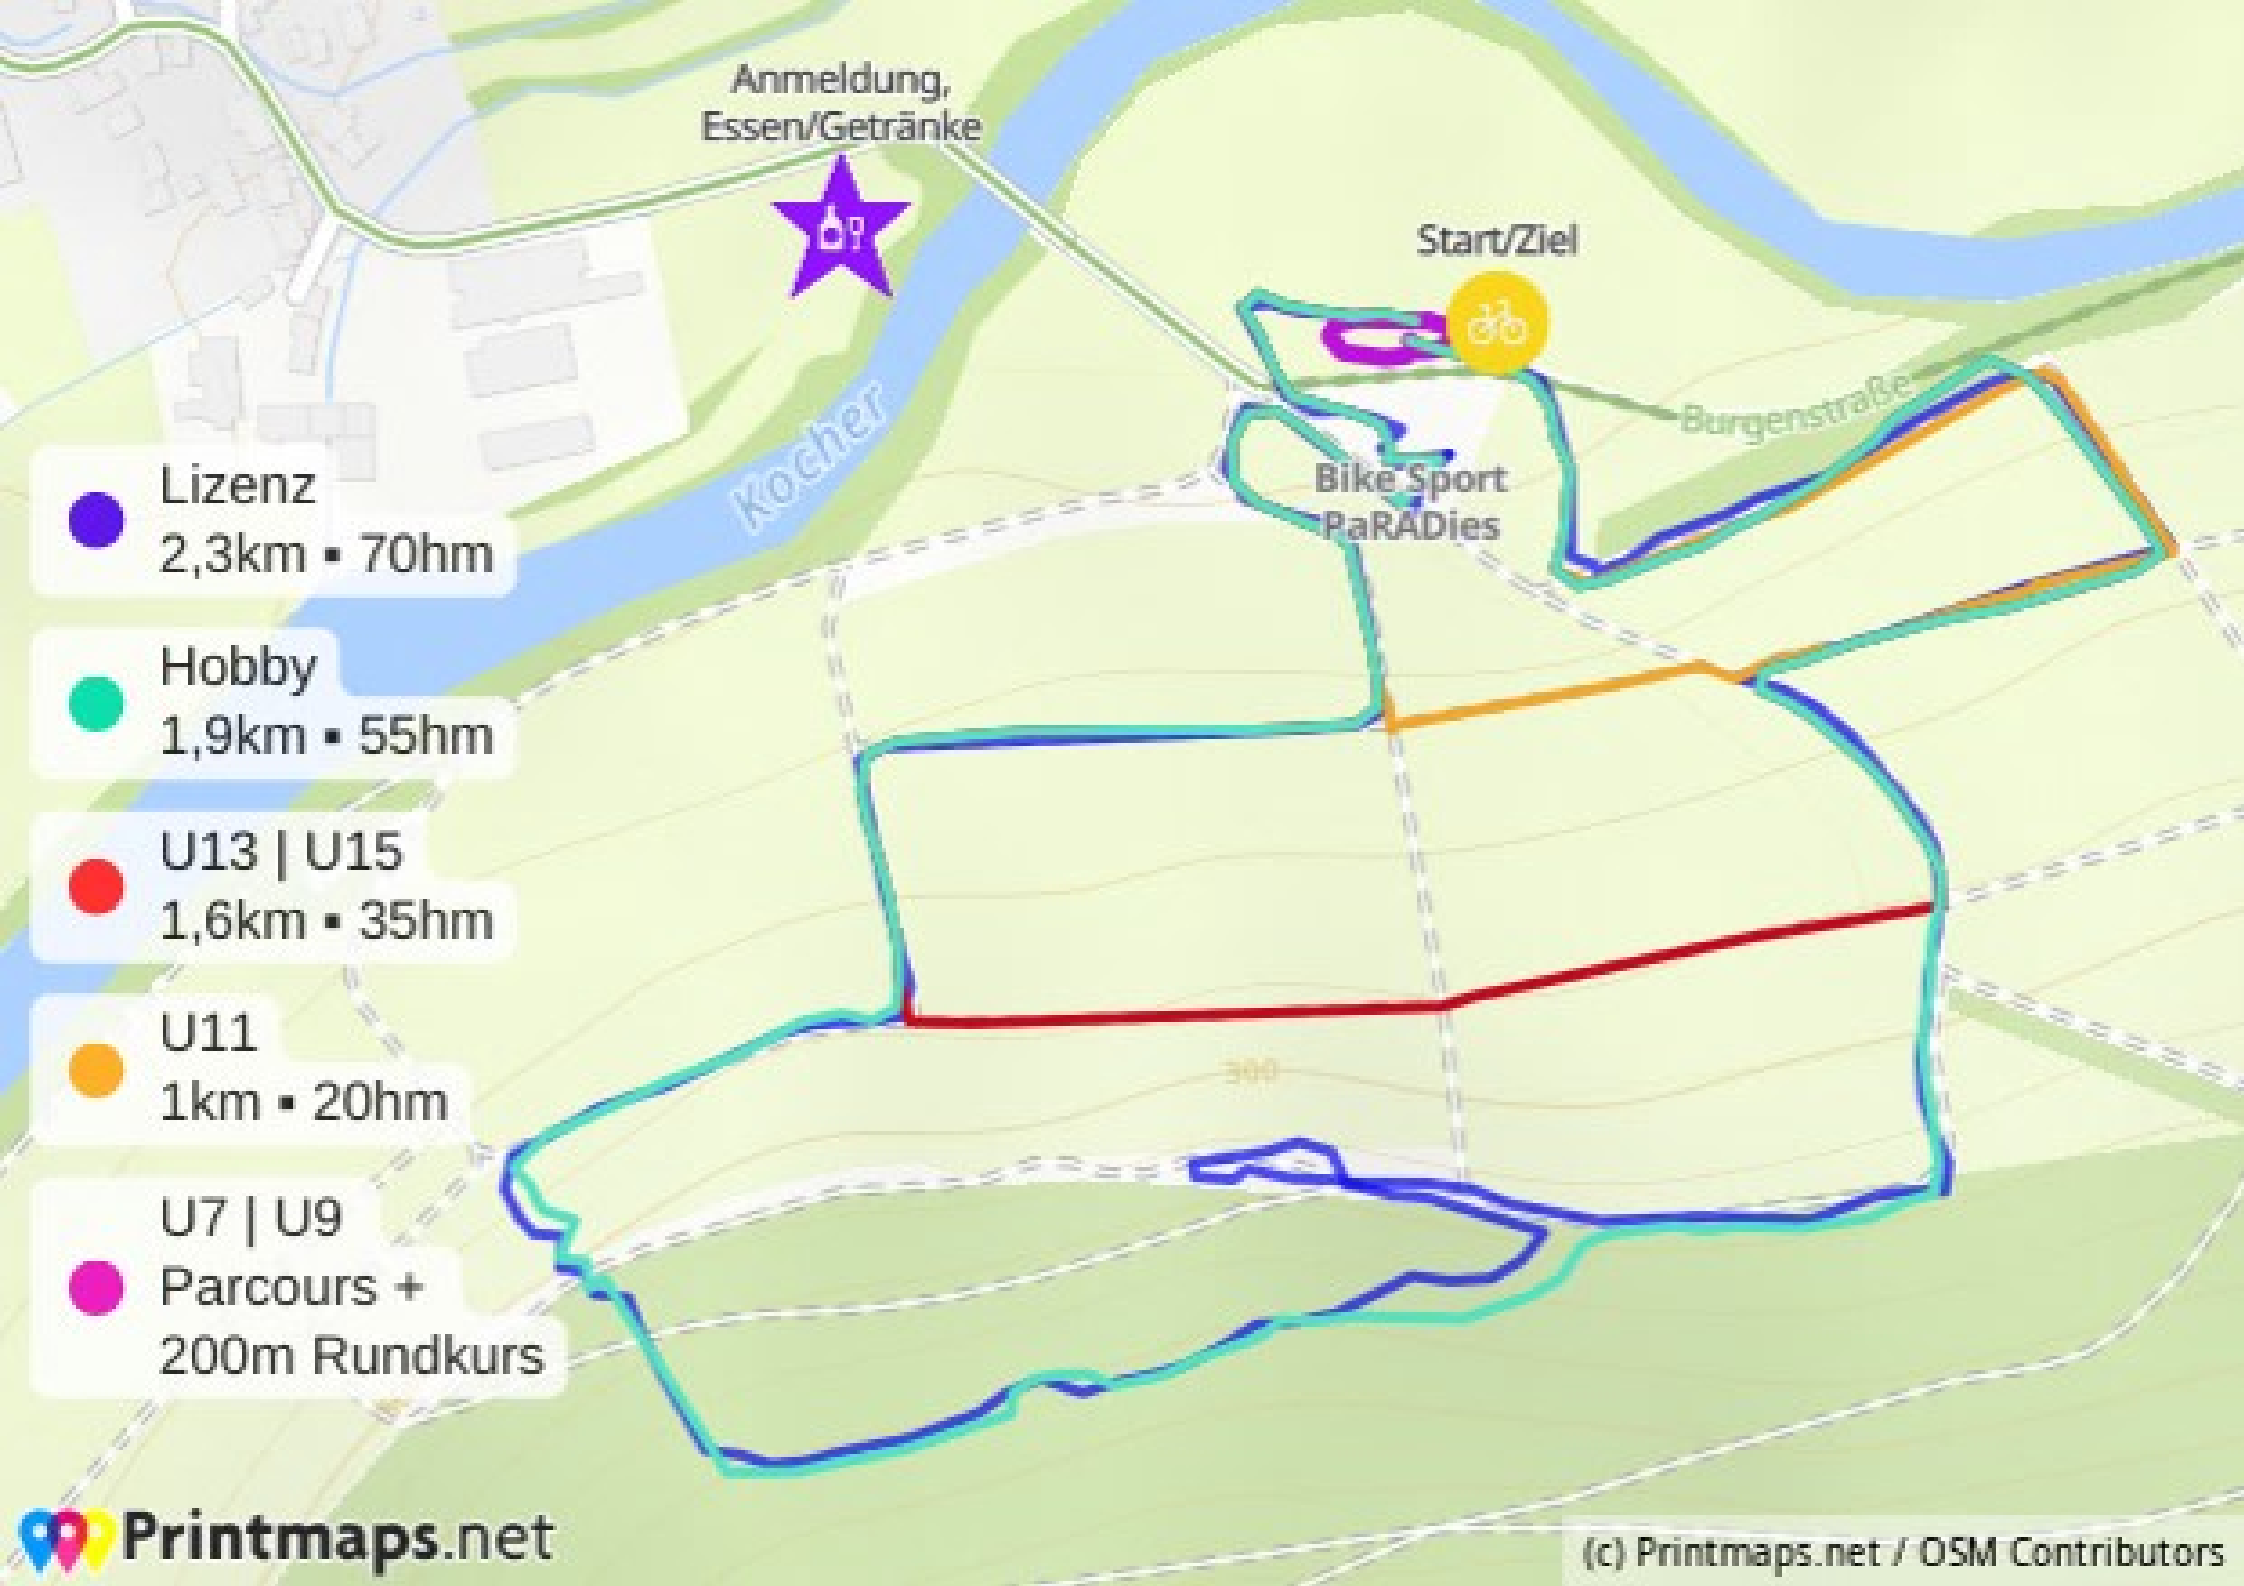 Anmeldung,
Essen/Getränke
Start/Ziel
Burgenstraße
Kocher
Bike Sport
PaRADies
Lizenz
2,3km ▪ 70hm
Hobby
1,9km ▪ 55hm
U13 | U15
1,6km ▪ 35hm
U11
1km ▪ 20hm
300
U7 | U9
Parcours +
200m Rundkurs
Printmaps.net
(c) Printmaps.net / OSM Contributors